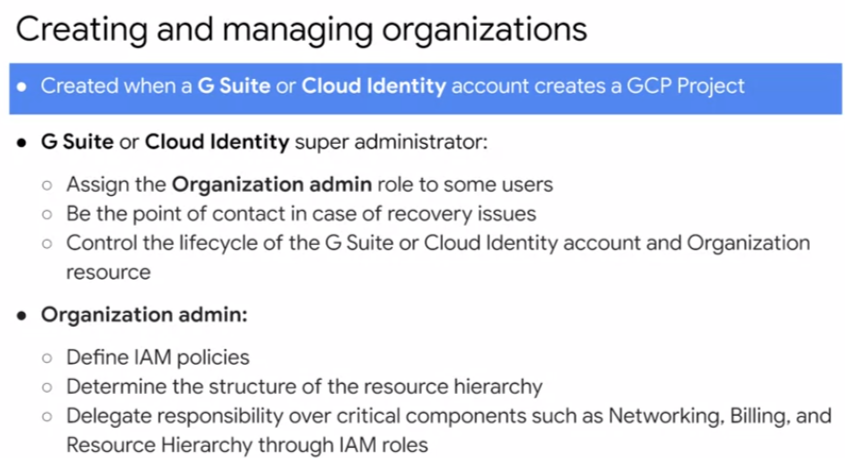 Creating and managing organizations
● Created when a G Suite or Cloud Identity account creates a GCP Project
● G Suite or Cloud Identity super administrator:
○ Assign the Organization admin role to some users
○ Be the point of contact in case of recovery issues
○ Control the lifecycle of the G Suite or Cloud Identity account and Organization
resource
● Organization admin:
○ Define IAM policies
○ Determine the structure of the resource hierarchy
○ Delegate responsibility over critical components such as Networking, Billing, and
Resource Hierarchy through IAM roles